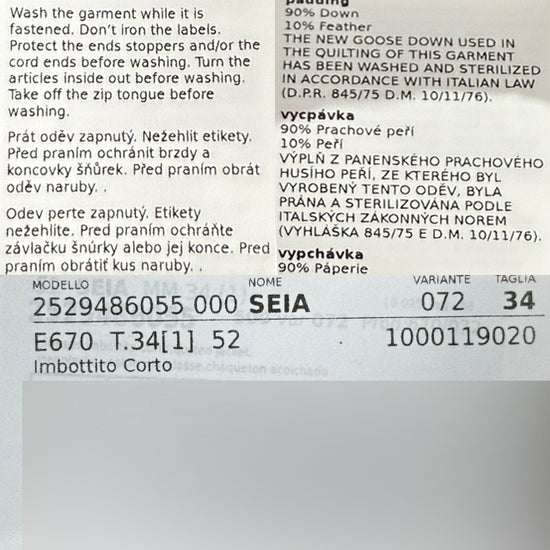 Wash the garment while it is
fastened. Don't iron the labels.
Protect the ends stoppers and/or the
cord ends before washing. Turn the
articles inside out before washing.
Take off the zip tongue before
washing.
Prát oděv zapnutý. Nežehlit etikety.
Před praním ochránit brzdy a
koncovky šňůrek. Před praním obrát
oděv naruby. .
Odev perte zapnutý. Etikety
nežehlite. Pred praním ochráňte
závlačku šnúrky alebo jej konce. Pred
praním obrátiť kus naruby. .
padding
90% Down
10% Feather
THE NEW GOOSE DOWN USED IN
THE QUILTING OF THIS GARMENT
HAS BEEN WASHED AND STERILIZED
IN ACCORDANCE WITH ITALIAN LAW
(D.P.R. 845/75 D.M. 10/11/76).
vycpávka
90% Prachové peří
10% Peří
VÝPLŇ Z PANENSKÉHO PRACHOVÉHO
HUSÍHO PEŘÍ, ZE KTERÉHO BYL
VYROBENÝ TENTO ODĚV, BYLA
PRÁNA A STERILIZOVÁNA PODLE
ITALSKÝCH ZÁKONNÝCH NOREM
(VYHLÁŠKA 845/75 E D.M. 10/11/76).
vypchávka
90% Páperie
MODELLO NOME VARIANTE TAGLIA
2529486055 000 SEIA 072 34
E670 T.34[1] 52 1000119020
Imbottito Corto